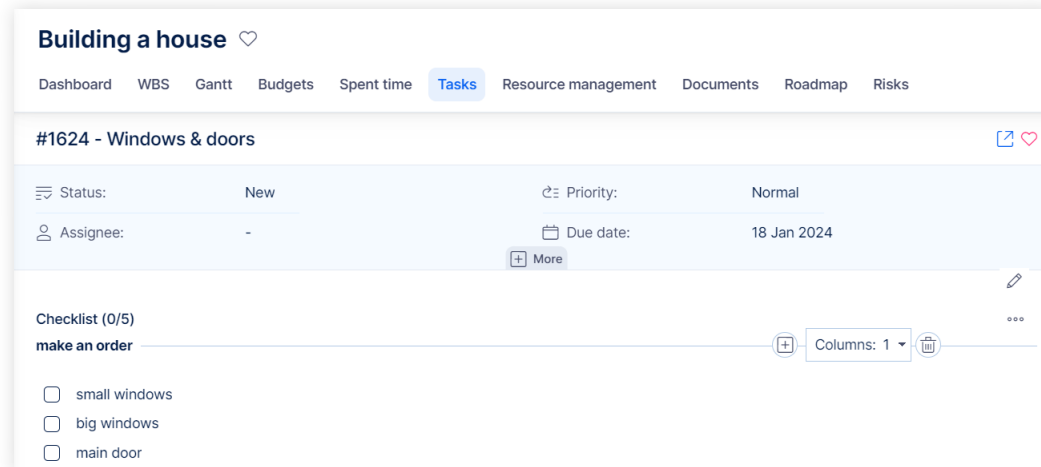 Building a house
Dashboard WBS Gantt Budgets Spent time Tasks Resource management Documents Roadmap Risks
#1624 - Windows & doors
Status: New Priority: Normal
Assignee: - Due date: 18 Jan 2024
More
Checklist (0/5)
make an order Columns: 1
small windows
big windows
main door